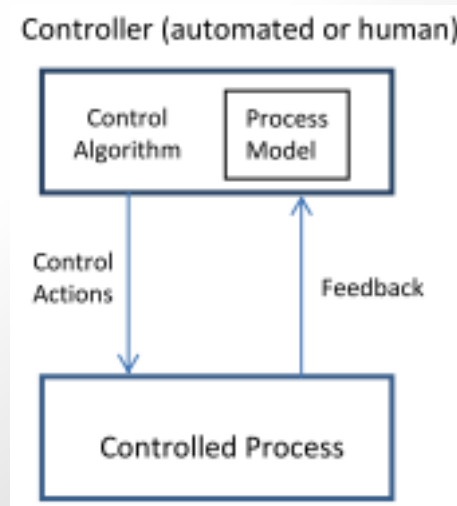 Controller (automated or human)
Control
Algorithm
Process
Model
Control
Actions
Feedback
Controlled Process